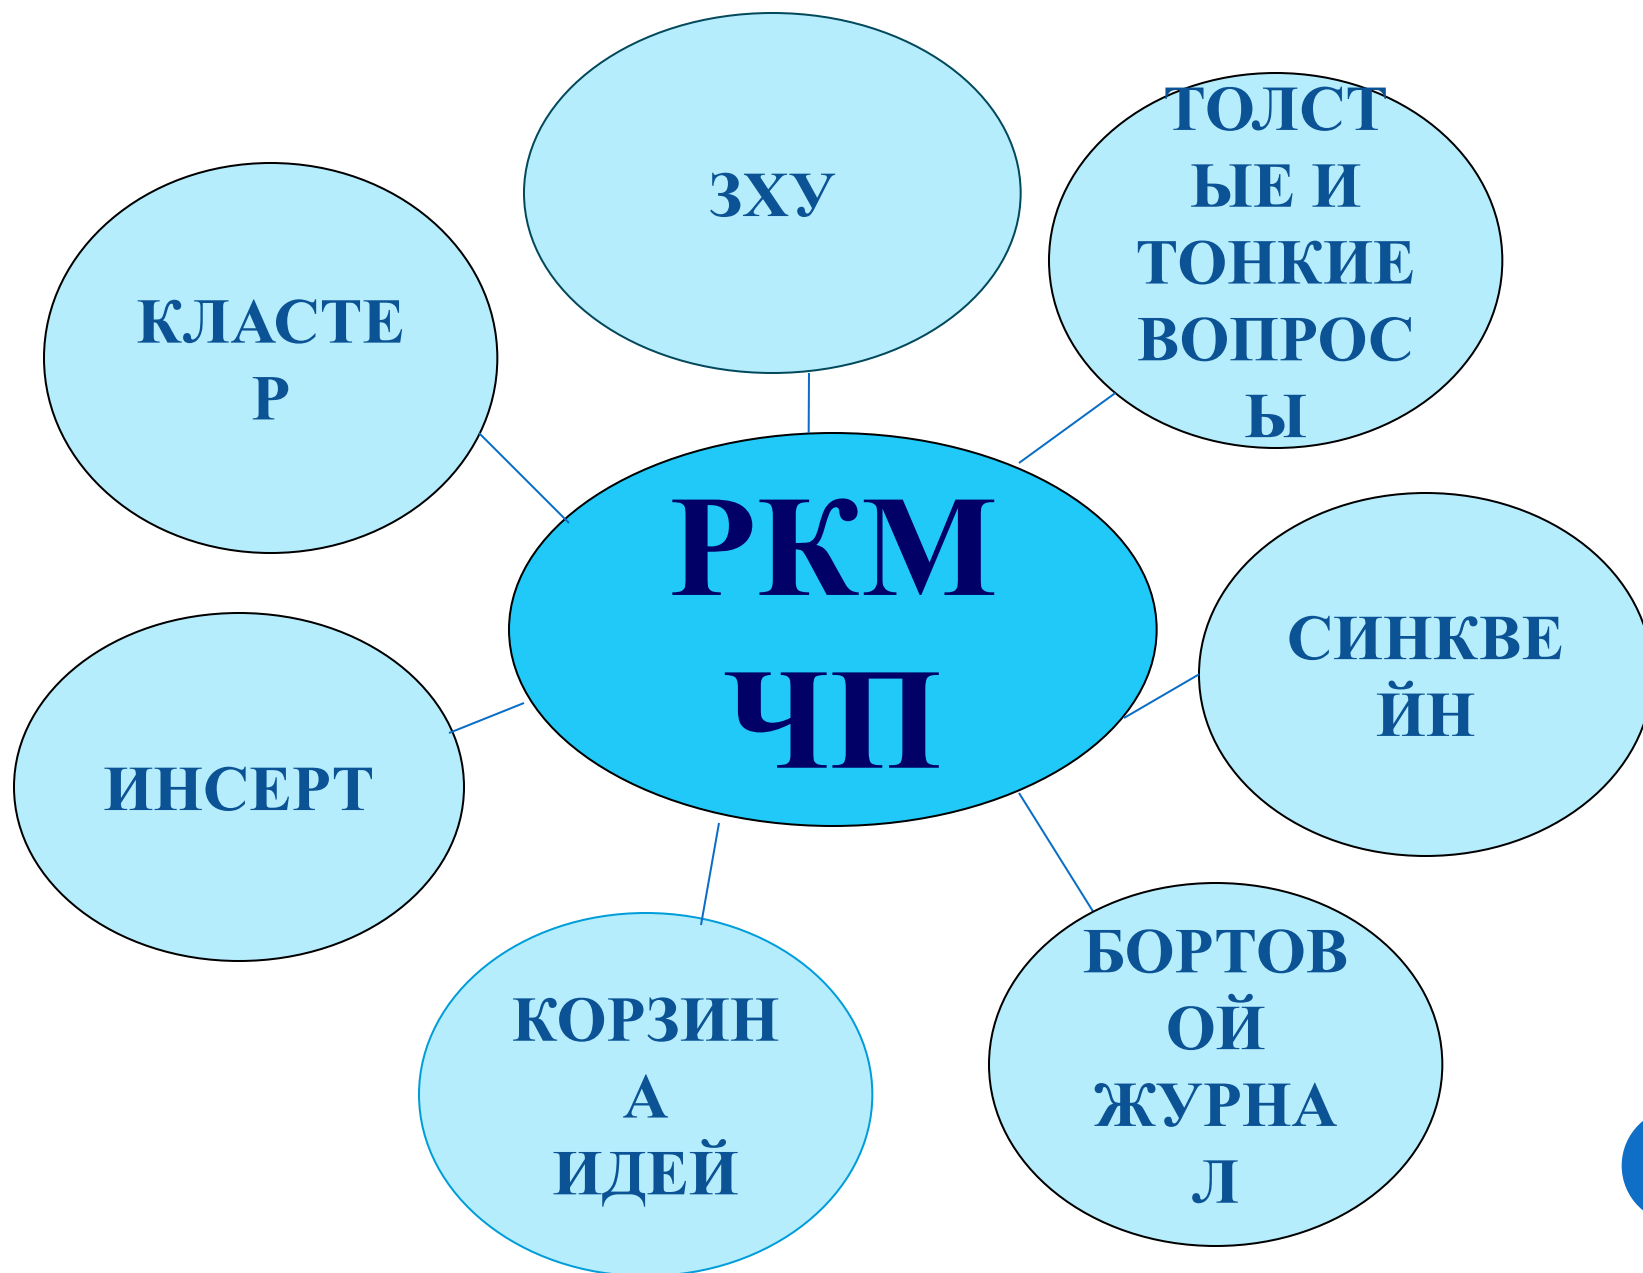 ЗХУ
ТОЛСТ
ЫЕ И
ТОНКИЕ
ВОПРОС
Ы
КЛАСТЕ
Р
РКМ
ЧП
СИНКВЕ
ЙН
ИНСЕРТ
БОРТОВ
ОЙ
ЖУРНА
Л
КОРЗИН
А
ИДЕЙ